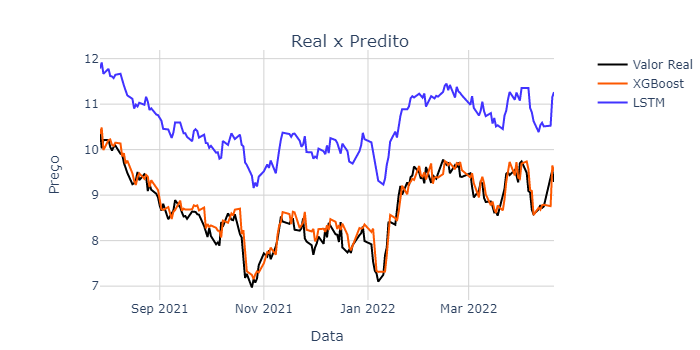 Real x Predito
Preço
12
11
10
9
8
7
Sep 2021
Nov 2021
Jan 2022
Mar 2022
Data
Valor Real
XGBoost
LSTM